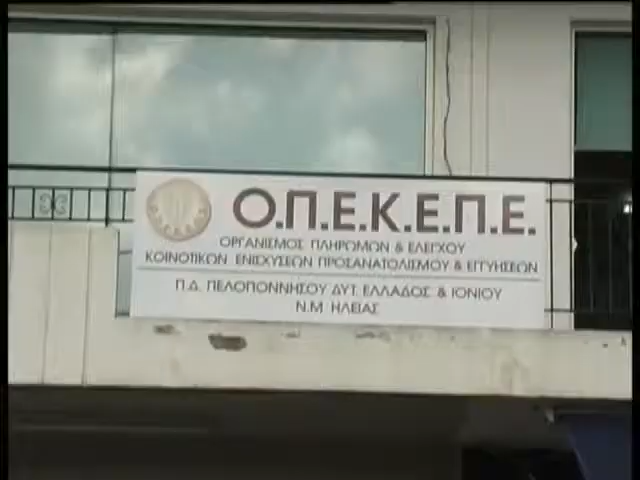 Ο.Π.Ε.Κ.Ε.Π.Ε.
ΟΡΓΑΝΙΣΜΟΣ ΠΛΗΡΩΜΩΝ & ΕΛΕΓΧΟΥ
ΚΟΙΝΟΤΙΚΩΝ ΕΝΙΣΧΥΣΕΩΝ ΠΡΟΣΑΝΑΤΟΛΙΣΜΟΥ & ΕΓΓΥΗΣΕΩΝ
Π.Δ. ΠΕΛΟΠΟΝΝΗΣΟΥ ΔΥΤ. ΕΛΛΑΔΟΣ & ΙΟΝΙΟΥ
Ν.Μ ΗΛΕΙΑΣ